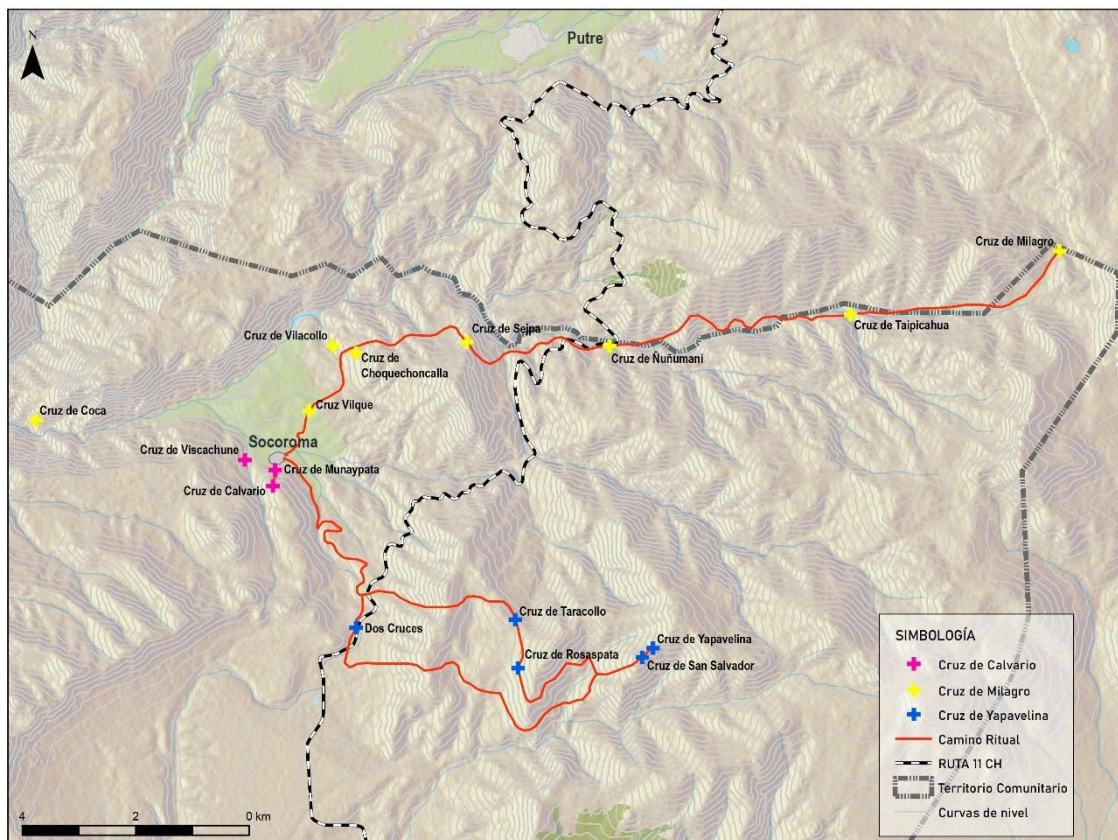 N
Putre
Cruz de Milagro
Cruz de Taipicahua
Cruz de Sejpa
Cruz de Vilacollo
Cruz de Ñuñumani
Cruz de
Choquechoncalla
Cruz de Coca
Cruz Vilque
Socoroma
Cruz de Viscachune
Cruz de Munaypata
Cruz de Calvario
Cruz de Taracollo
Dos Cruces
Cruz de Yapavelina
Cruz de Rosaspata
Cruz de San Salvador
SIMBOLOGÍA
Cruz de Calvario
Cruz de Milagro
Cruz de Yapavelina
Camino Ritual
RUTA 11 CH
Territorio Comunitario
Curvas de nivel
4 2 0 km